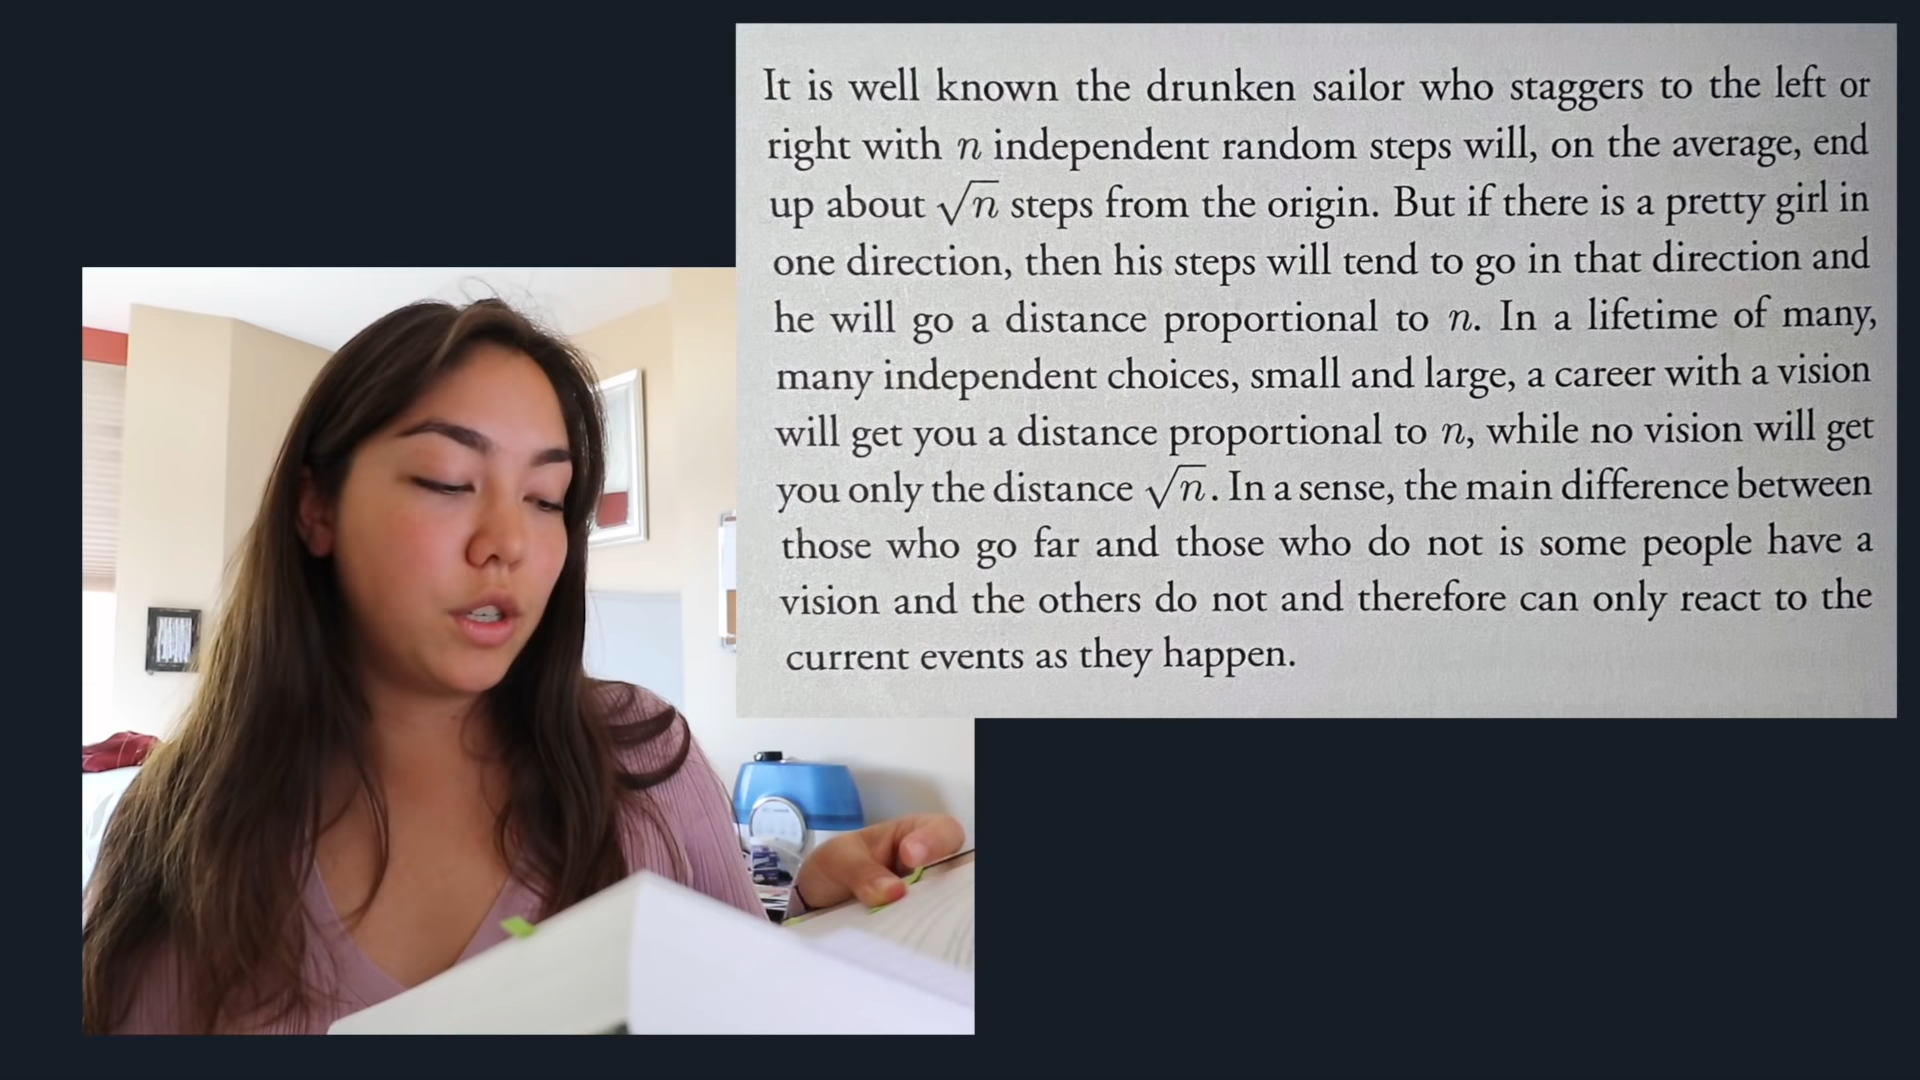 It is well known the drunken sailor who staggers to the left or
right with n independent random steps will, on the average, end
up about √n steps from the origin. But if there is a pretty girl in
one direction, then his steps will tend to go in that direction and
he will go a distance proportional to n. In a lifetime of many,
many independent choices, small and large, a career with a vision
will get you a distance proportional to n, while no vision will get
you only the distance √n. In a sense, the main difference between
those who go far and those who do not is some people have a
vision and the others do not and therefore can only react to the
current events as they happen.